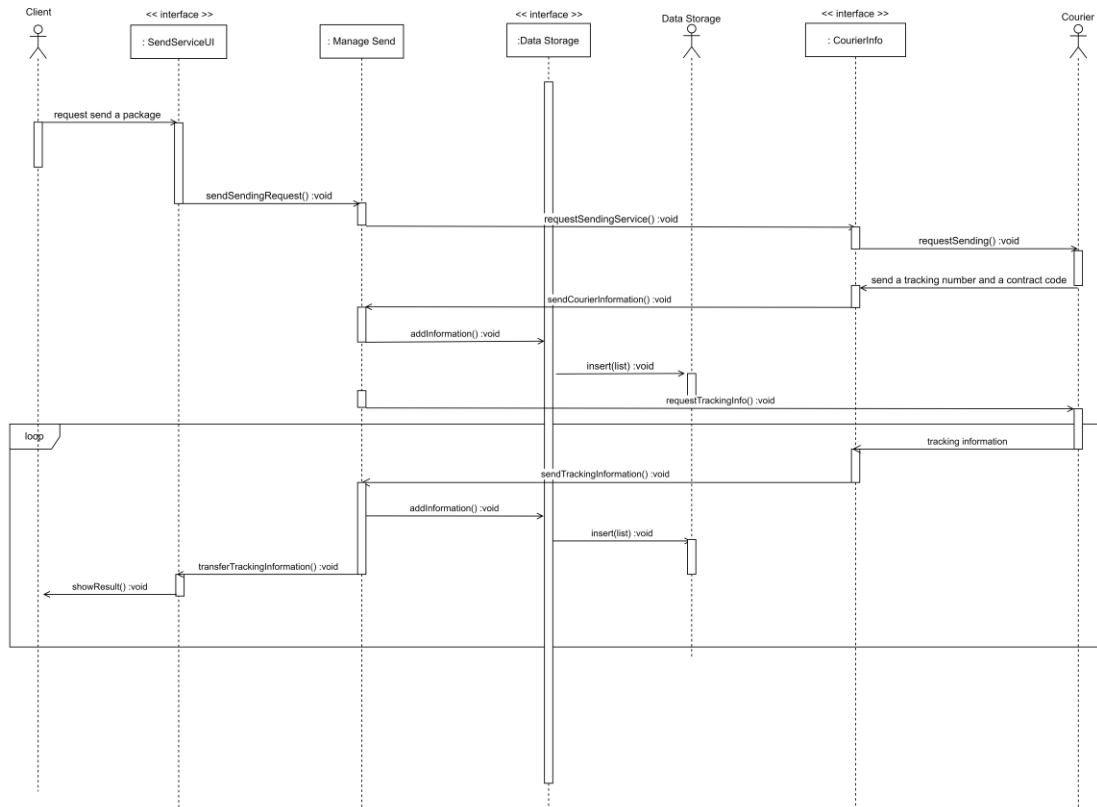 Client
<< interface >>
: SendServiceUI
: Manage Send
<< interface >>
:Data Storage
Data Storage
<< interface >>
: CourierInfo
Courier
request send a package
sendSendingRequest() :void
requestSendingService() :void
requestSending() :void
send a tracking number and a contract code
sendCourierInformation() :void
addInformation() :void
insert(list) :void
requestTrackingInfo() :void
loop
tracking information
sendTrackingInformation() :void
addInformation() :void
insert(list) :void
transferTrackingInformation() :void
showResult() :void